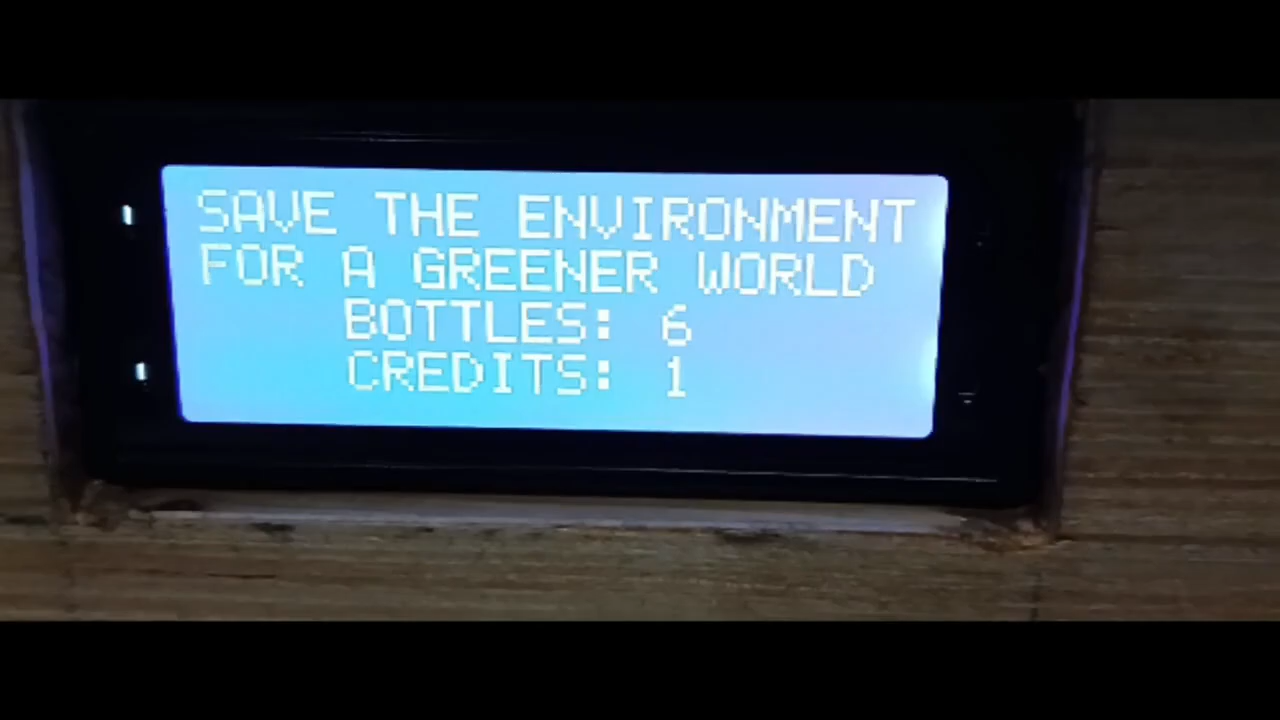 SAVE THE ENVIRONMENT
FOR A GREENER WORLD
BOTTLES: 6
CREDITS: 1